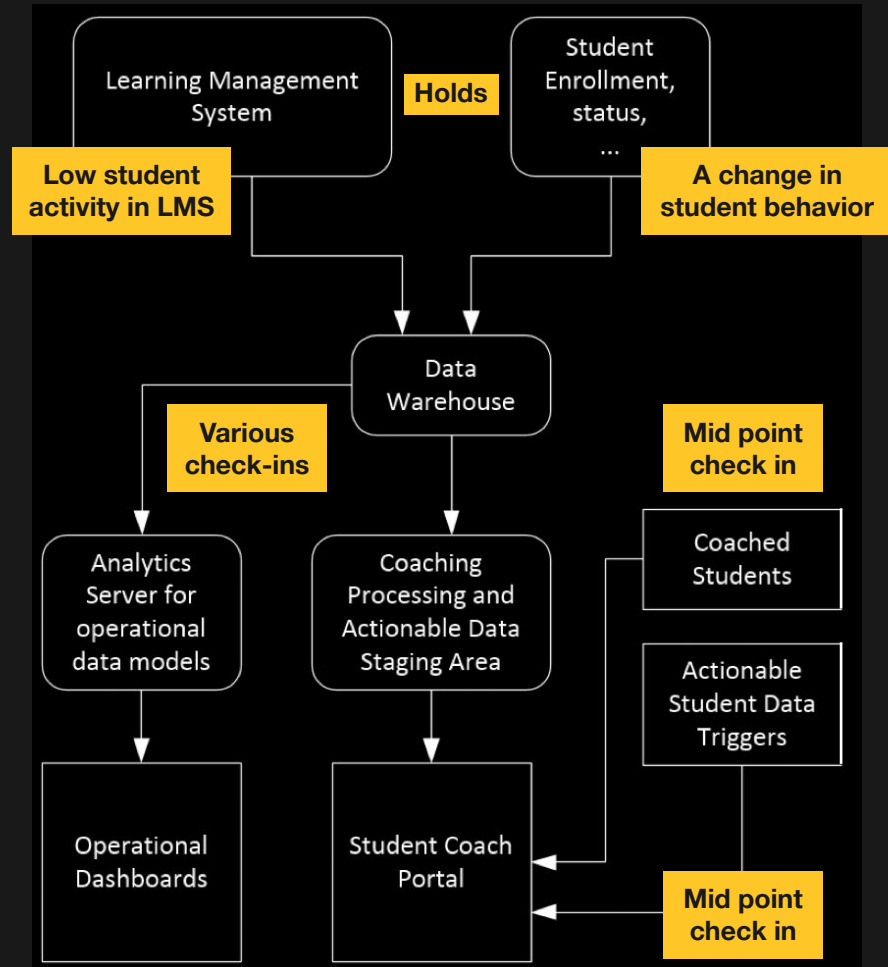 Learning Management
System
Holds
Student
Enrollment,
status,
...
Low student
activity in LMS
A change in
student behavior
Data
Warehouse
Various
check-ins
Mid point
check in
Analytics
Server for
operational
data models
Coaching
Processing and
Actionable Data
Staging Area
Coached
Students
Actionable
Student Data
Triggers
Operational
Dashboards
Student Coach
Portal
Mid point
check in